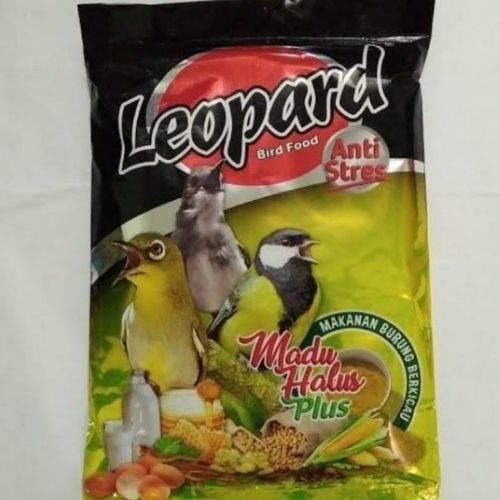 Leopard
Bird Food
Anti
Stres
Madu
Halus
Plus
MAKANAN BURUNG BERKICAU